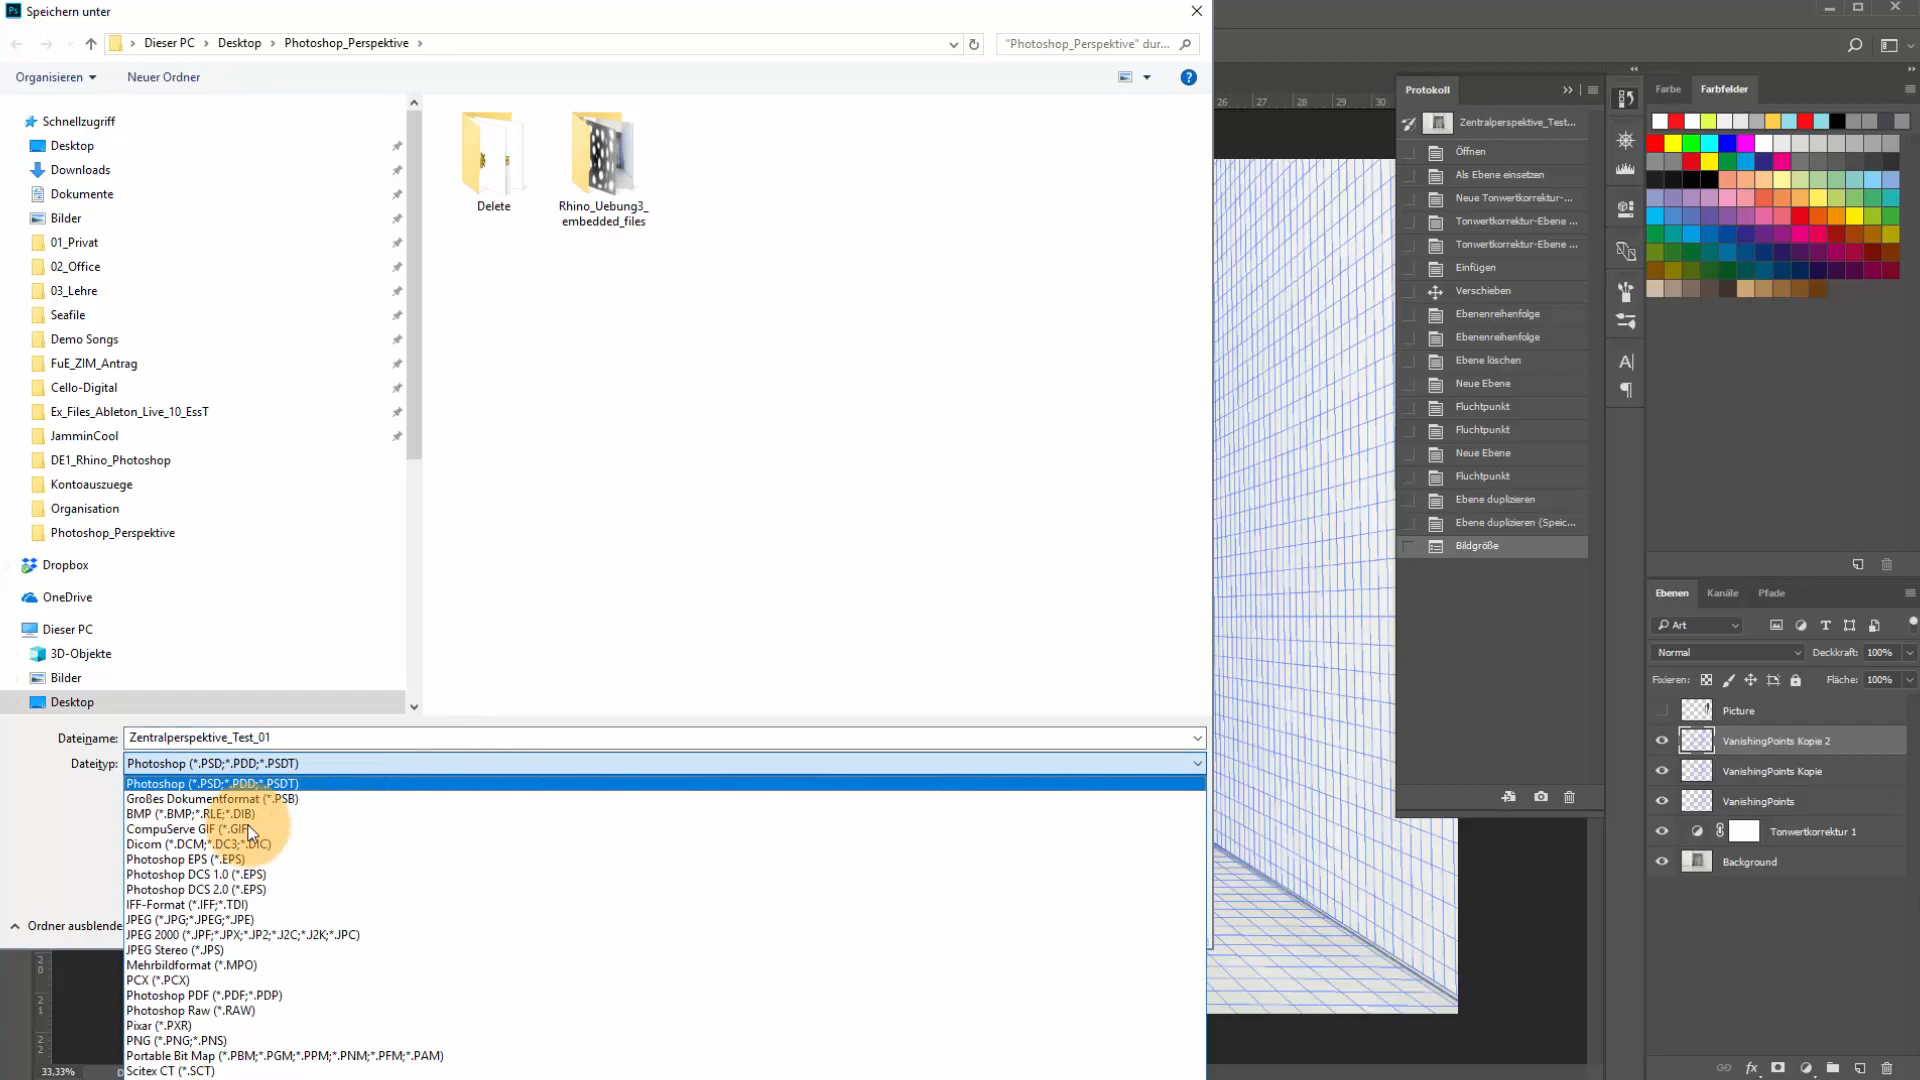 Speichern unter
Dieser PC
Desktop
Photoshop_Perspektive
"Photoshop_Perspektive" dur...
Organisieren
Neuer Ordner
Schnellzugriff
Desktop
Downloads
Dokumente
Bilder
01_Privat
02_Office
03_Lehre
Seafile
Demo Songs
FuE_ZIM_Antrag
Cello-Digital
Ex_Files_Ableton_Live_10_EssT
JamminCool
DE1_Rhino_Photoshop
Kontoauszuege
Organisation
Photoshop_Perspektive
Dropbox
OneDrive
Dieser PC
3D-Objekte
Bilder
Desktop
Delete
Rhino_Uebung3_
embedded_files
Dateiname:
Zentralperspektive_Test_01
Dateityp:
Photoshop (*.PSD;*.PDD;*.PSDT)
Photoshop (*.PSD;*.PDD;*.PSDT)
Großes Dokumentformat (*.PSB)
BMP (*.BMP;*.RLE;*.DIB)
CompuServe GIF (*.GIF)
Dicom (*.DCM;*.DC3;*.DIC)
Photoshop EPS (*.EPS)
Photoshop DCS 1.0 (*.EPS)
Photoshop DCS 2.0 (*.EPS)
IFF-Format (*.IFF;*.TDI)
JPEG (*.JPG;*.JPEG;*.JPE)
JPEG 2000 (*.JPF;*.JPX;*.JP2;*.J2C;*.J2K;*.JPC)
JPEG Stereo (*.JPS)
Mehrbildformat (*.MPO)
PCX (*.PCX)
Photoshop PDF (*.PDF;*.PDP)
Photoshop Raw (*.RAW)
Pixar (*.PXR)
PNG (*.PNG;*.PNS)
Portable Bit Map (*.PBM;*.PGM;*.PPM;*.PNM;*.PFM;*.PAM)
Scitex CT (*.SCT)
Ordner ausblende
33,33%
26 27 28 29 30
Protokoll
Zentralperspektive_Test...
Öffnen
Als Ebene einsetzen
Neue Tonwertkorrektur-...
Tonwertkorrektur-Ebene ...
Tonwertkorrektur-Ebene ...
Einfügen
Verschieben
Ebenenreihenfolge
Ebenenreihenfolge
Ebene löschen
Neue Ebene
Fluchtpunkt
Fluchtpunkt
Neue Ebene
Fluchtpunkt
Ebene duplizieren
Ebene duplizieren (Speic...
Bildgröße
Farbe
Farbfelder
Ebenen
Kanäle
Pfade
Art
Normal
Deckkraft: 100%
Fixieren:
Fläche: 100%
Picture
VanishingPoints Kopie 2
VanishingPoints Kopie
VanishingPoints
Tonwertkorrektur 1
Background